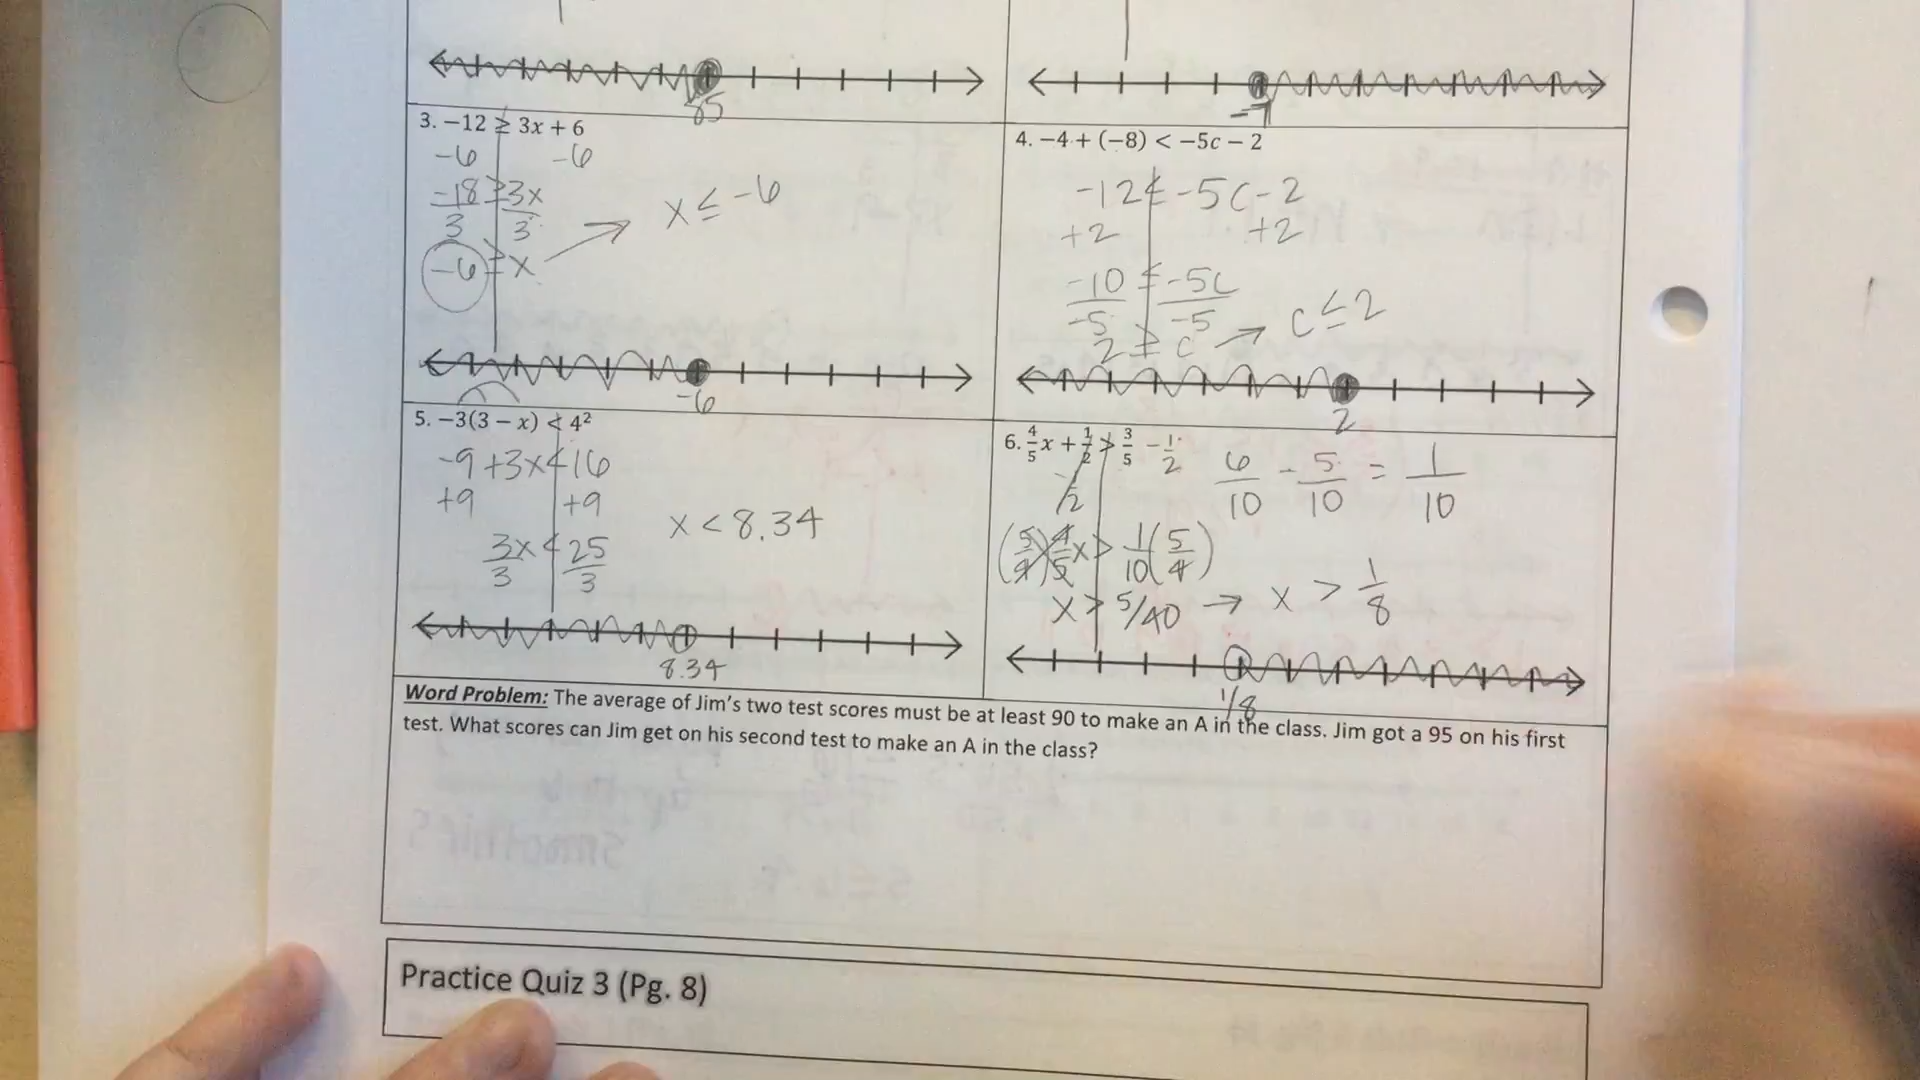 85
-7
3. −12 ≥ 3x + 6
-6 -6
-18 ≥ 3x
3 3
-6 ≥ x → x ≤ -6
-6
4. −4 + (−8) < −5c − 2
-12 ≤ -5c - 2
+2 +2
-10 ≤ -5c
-5 -5
2 ≥ c → c ≤ 2
2
5. −3(3 − x) < 4²
-9 + 3x < 16
+9 +9
3x < 25
3 3
x < 8.34
8.34
6. 4/5 x + 1/2 > 3/5 - 1/2
-1/2
6/10 - 5/10 = 1/10
(5/4) 4/5 x > 1/10 (5/4)
x > 5/40 → x > 1/8
1/8
Word Problem: The average of Jim's two test scores must be at least 90 to make an A in the class. Jim got a 95 on his first
test. What scores can Jim get on his second test to make an A in the class?
Practice Quiz 3 (Pg. 8)